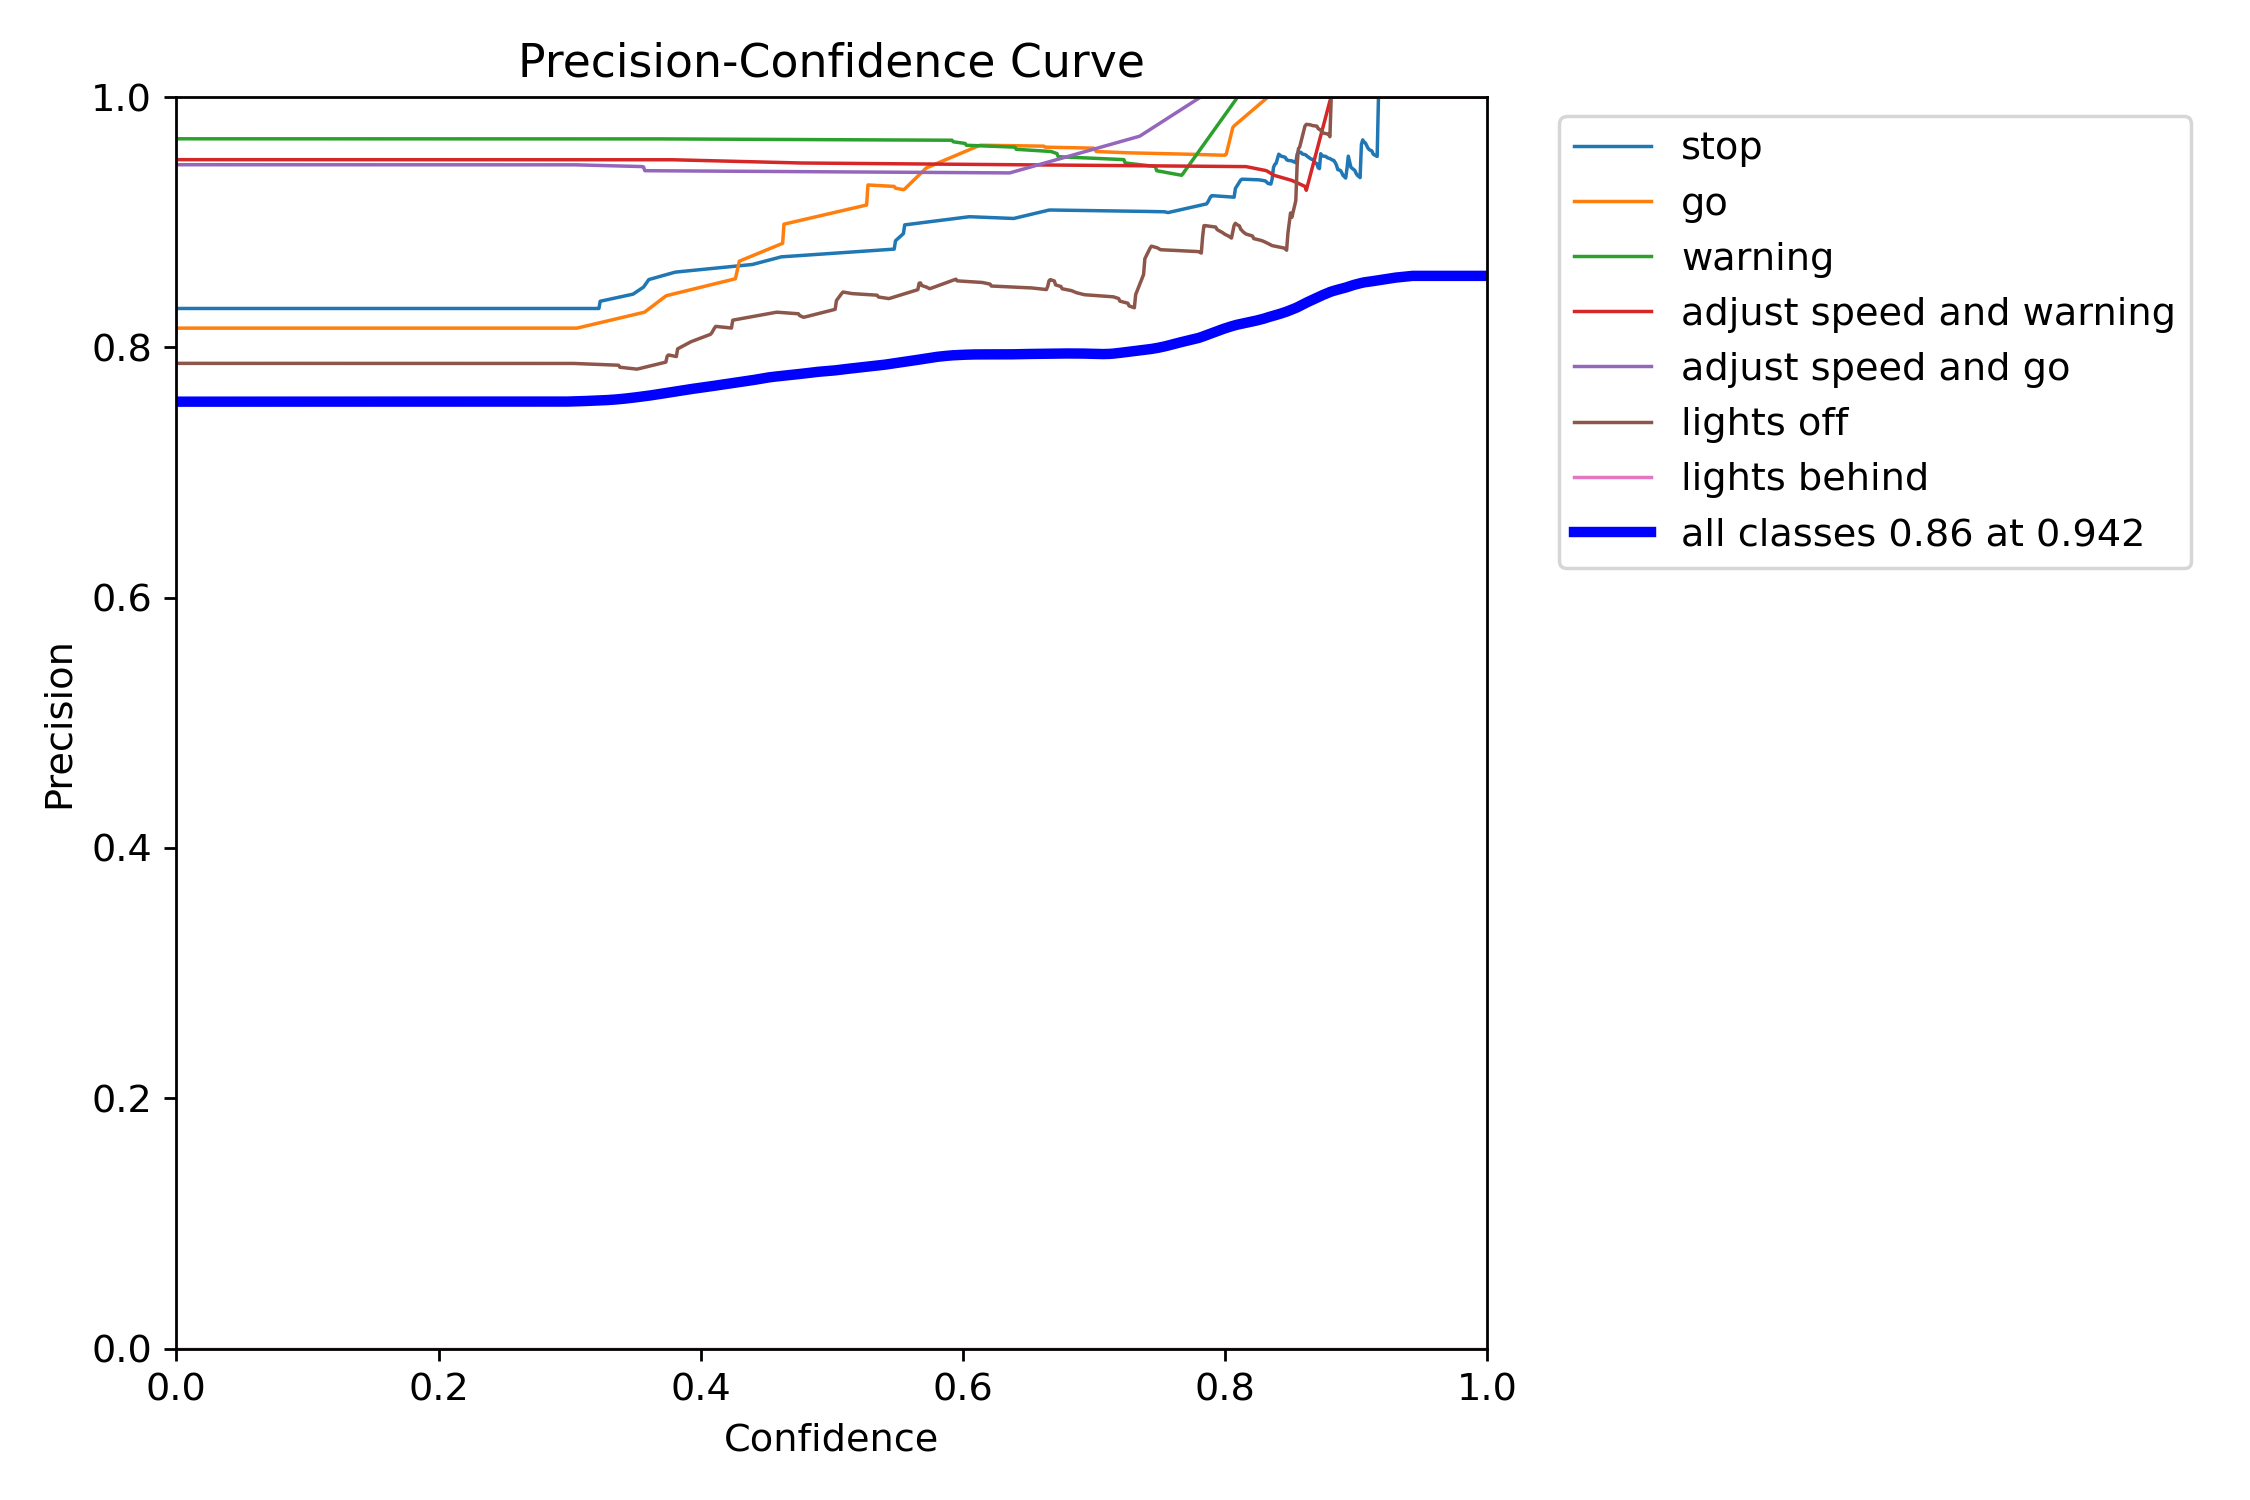 Precision-Confidence Curve
1.0
0.8
0.6
0.4
0.2
0.0
Precision
0.0 0.2 0.4 0.6 0.8 1.0
Confidence
stop
go
warning
adjust speed and warning
adjust speed and go
lights off
lights behind
all classes 0.86 at 0.942